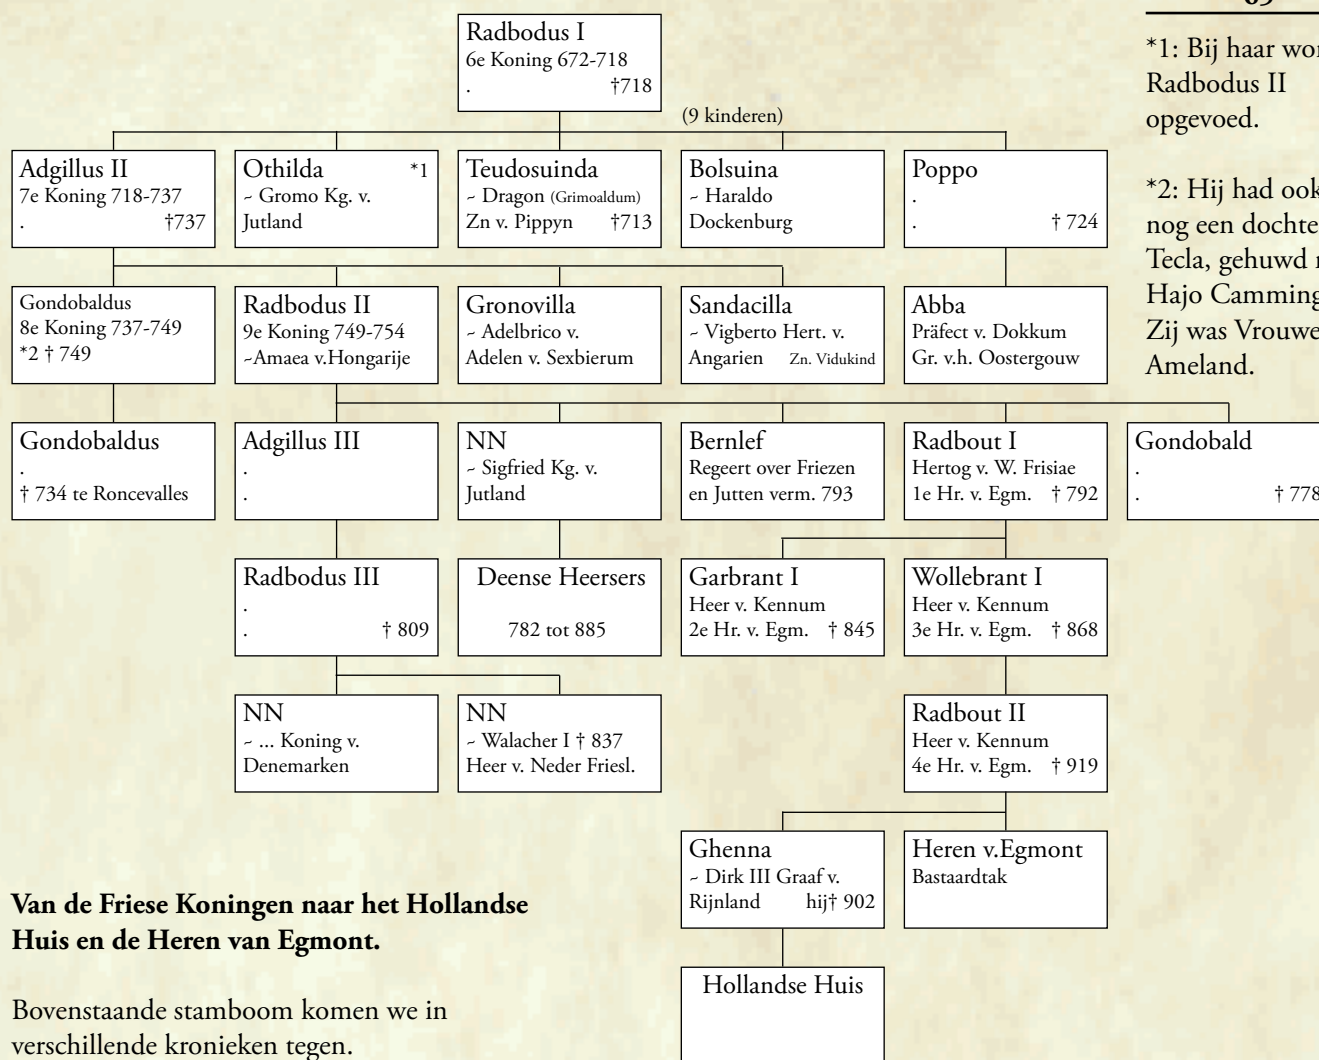 Radbodus I
6e Koning 672-718
. †718
(9 kinderen)
Adgillus II
7e Koning 718-737
. †737
Othilda *1
~ Gromo Kg. v.
Jutland
Teudosuinda
~ Dragon (Grimoaldum)
Zn v. Pippyn †713
Bolsuina
~ Haraldo
Dockenburg
Poppo
.
. † 724
Gondobaldus
8e Koning 737-749
*2 † 749
Radbodus II
9e Koning 749-754
~Amaea v.Hongarije
Gronovilla
~ Adelbrico v.
Adelen v. Sexbierum
Sandacilla
~ Vigberto Hert. v.
Angarien Zn. Vidukind
Abba
Präfect v. Dokkum
Gr. v.h. Oostergouw
Gondobaldus
.
† 734 te Roncevalles
Adgillus III
.
.
NN
~ Sigfried Kg. v.
Jutland
Bernlef
Regeert over Friezen
en Jutten verm. 793
Radbout I
Hertog v. W. Frisiae
1e Hr. v. Egm. † 792
Gondobald
.
. † 778
Radbodus III
.
. † 809
Deense Heersers
782 tot 885
Garbrant I
Heer v. Kennum
2e Hr. v. Egm. † 845
Wollebrant I
Heer v. Kennum
3e Hr. v. Egm. † 868
NN
~ ... Koning v.
Denemarken
NN
~ Walacher I † 837
Heer v. Neder Friesl.
Radbout II
Heer v. Kennum
4e Hr. v. Egm. † 919
Ghenna
~ Dirk III Graaf v.
Rijnland hij† 902
Heren v.Egmont
Bastaardtak
Hollandse Huis
*1: Bij haar wor
Radbodus II
opgevoed.
*2: Hij had ook
nog een dochte
Tecla, gehuwd
Hajo Camming
Zij was Vrouwe
Ameland.
Van de Friese Koningen naar het Hollandse
Huis en de Heren van Egmont.
Bovenstaande stamboom komen we in
verschillende kronieken tegen.